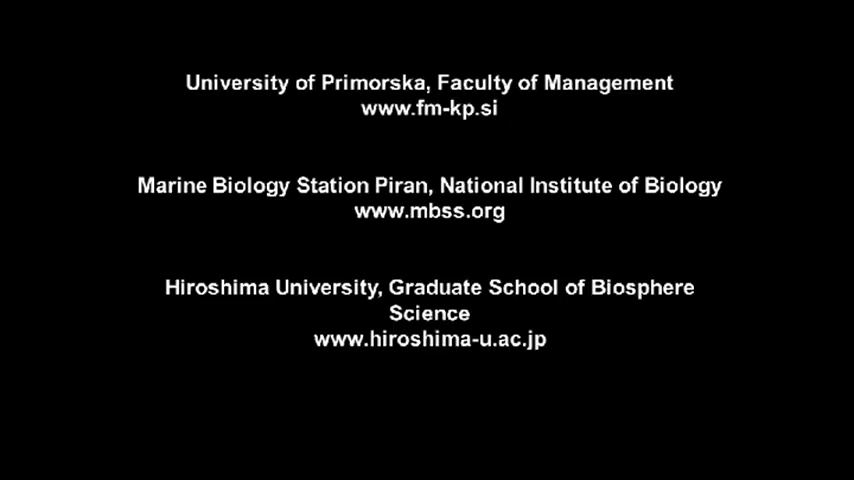 University of Primorska, Faculty of Management
www.fm-kp.si
Marine Biology Station Piran, National Institute of Biology
www.mbss.org
Hiroshima University, Graduate School of Biosphere
Science
www.hiroshima-u.ac.jp